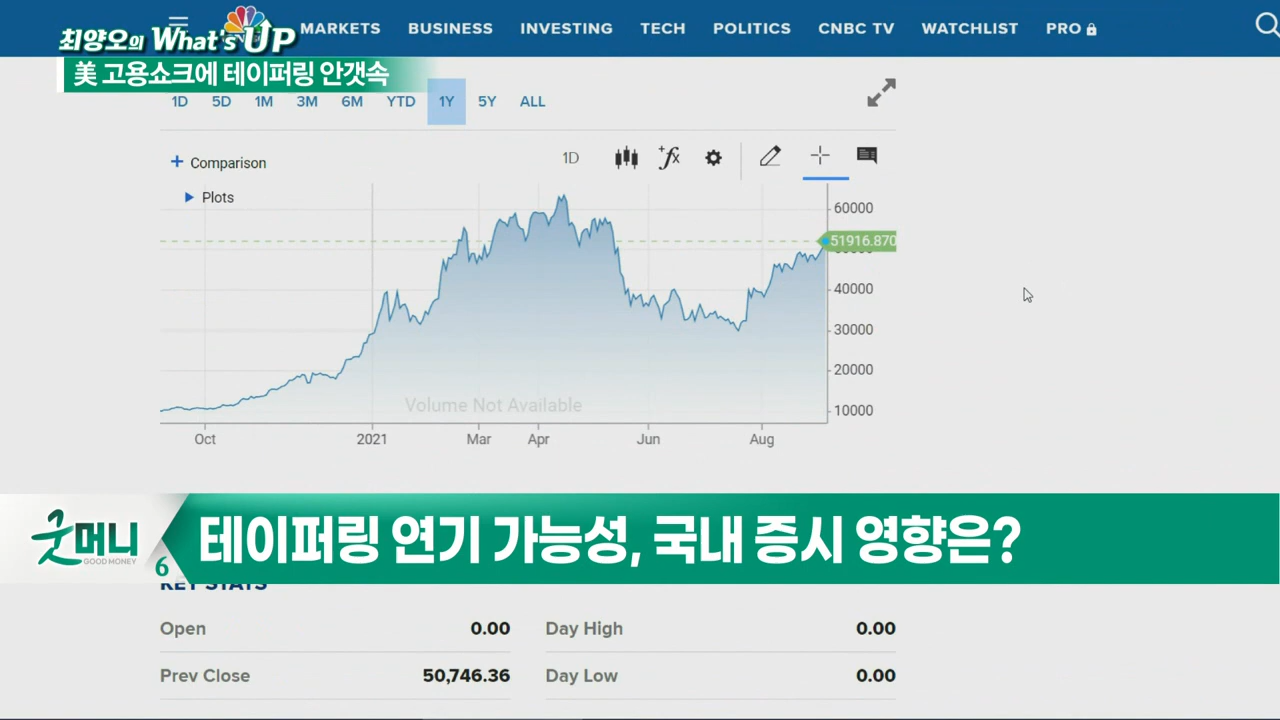 MARKETS BUSINESS INVESTING TECH POLITICS CNBC TV WATCHLIST PRO
최양오의 What's UP
美 고용쇼크에 테이퍼링 안갯속
1D 5D 1M 3M 6M YTD 1Y 5Y ALL
+ Comparison 1D
Plots
60000
51916.870
40000
30000
20000
10000
Volume Not Available
Oct 2021 Mar Apr Jun Aug
굿머니
GOOD MONEY
6
테이퍼링 연기 가능성, 국내 증시 영향은?
KEY STATS
Open 0.00 Day High 0.00
Prev Close 50,746.36 Day Low 0.00